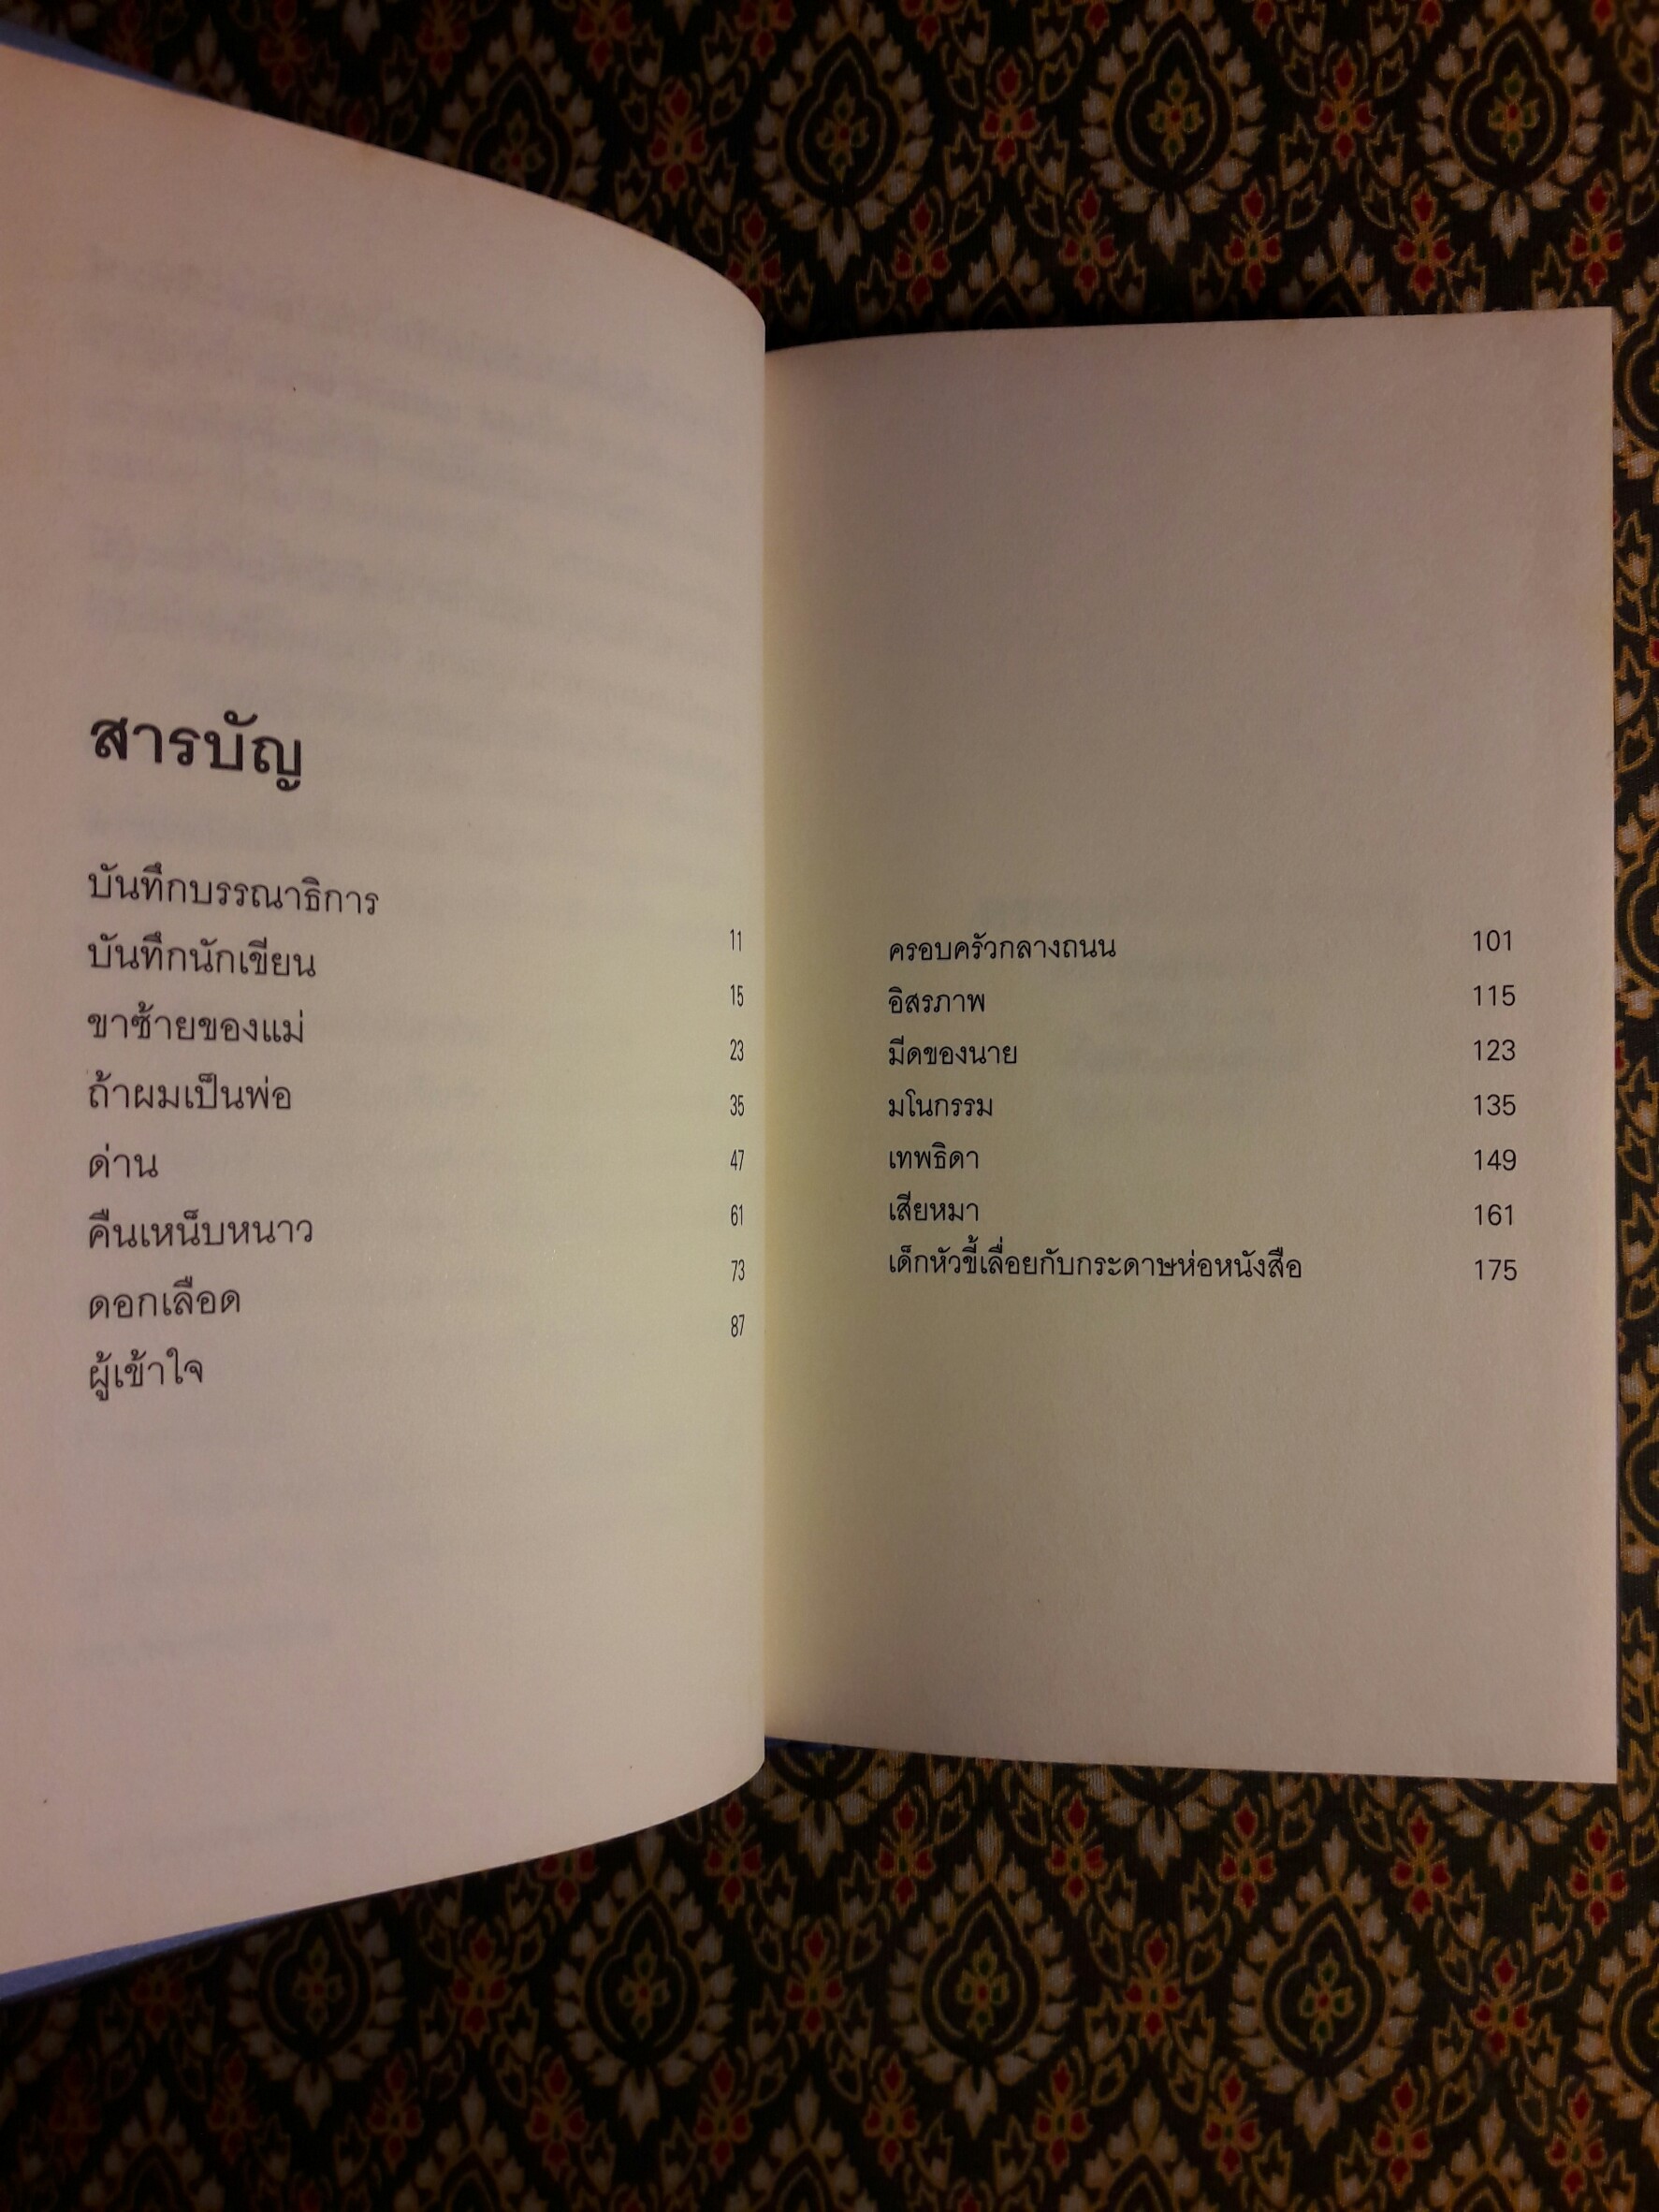 สารบัญ
บันทึกบรรณาธิการ 11
บันทึกนักเขียน 15
ขาซ้ายของแม่ 23
ถ้าผมเป็นพ่อ 35
ด่าน 47
คืนเหน็บหนาว 61
ดอกเลือด 73
ผู้เข้าใจ 87
ครอบครัวกลางถนน 101
อิสรภาพ 115
มีดของนาย 123
มโนกรรม 135
เทพธิดา 149
เสียหมา 161
เด็กหัวขี้เลื่อยกับกระดาษห่อหนังสือ 175